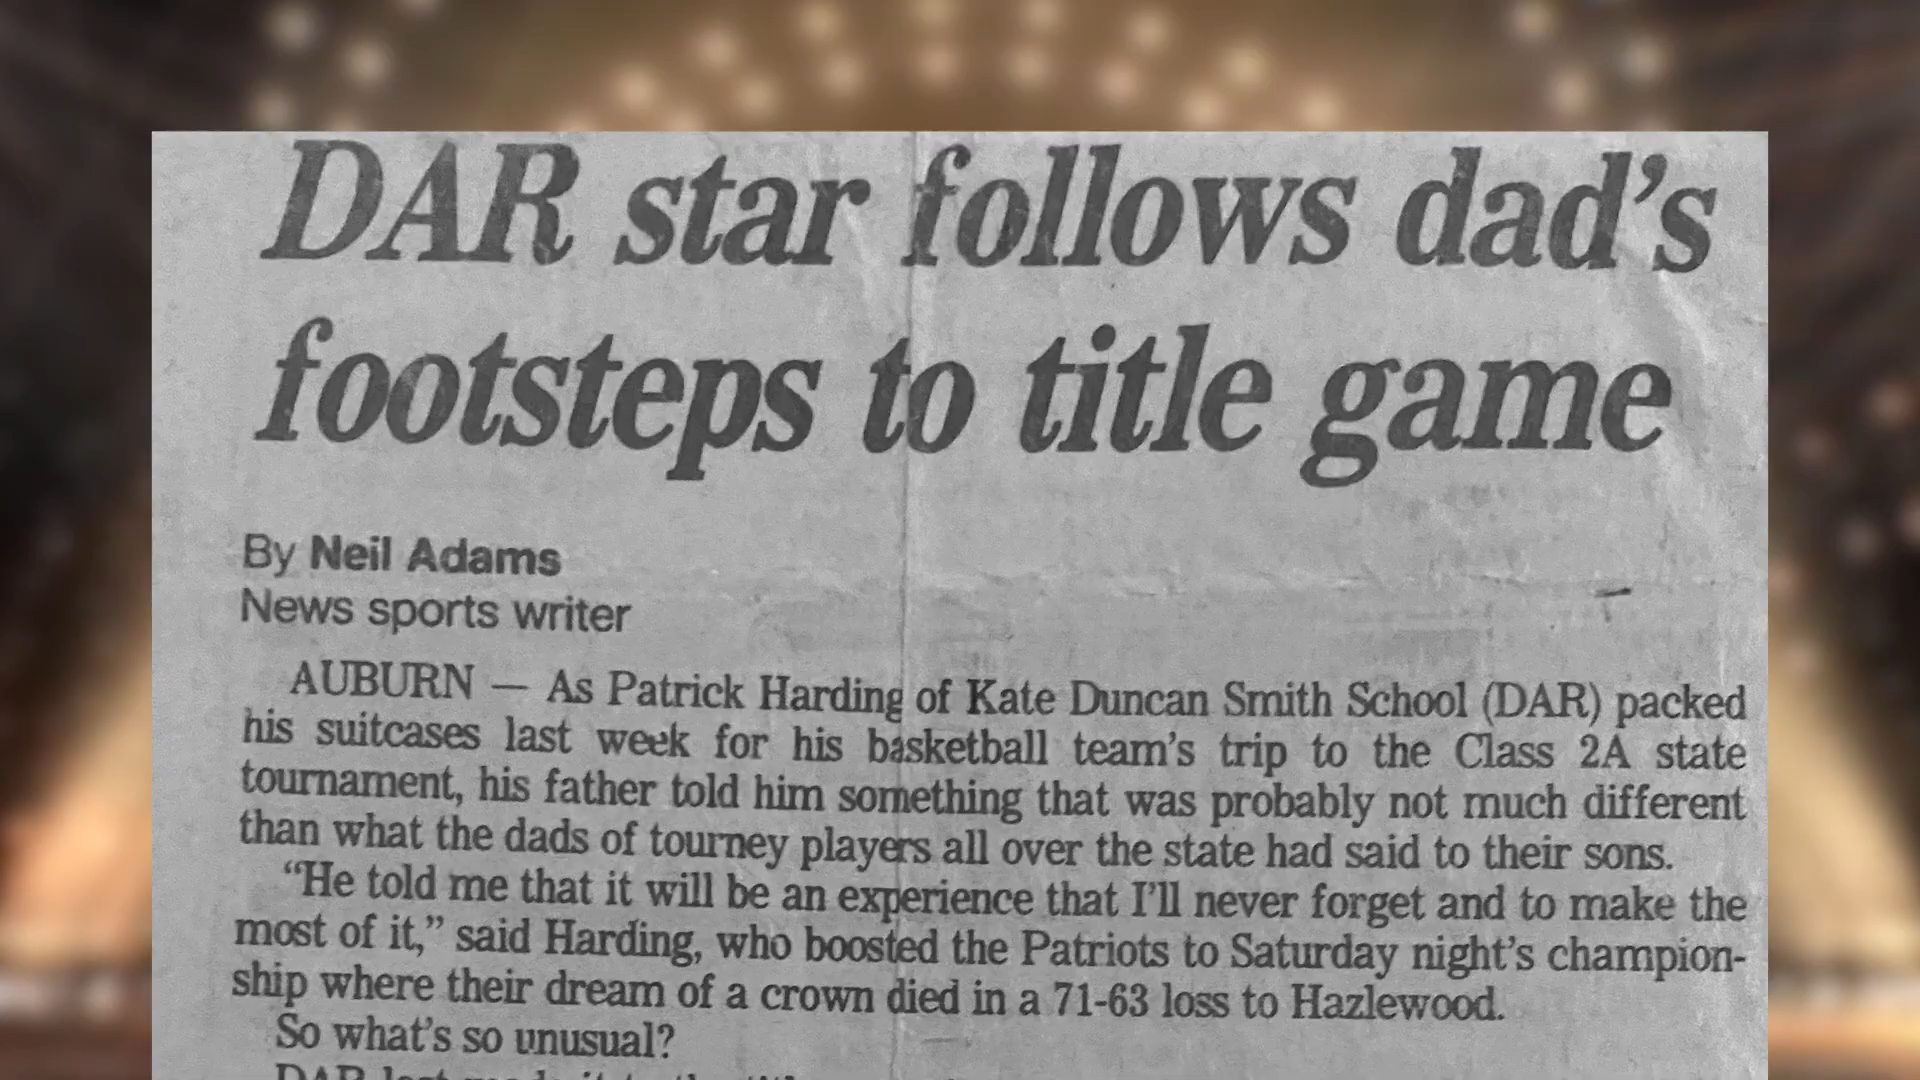 DAR star follows dad's
footsteps to title game
By Neil Adams
News sports writer
AUBURN — As Patrick Harding of Kate Duncan Smith School (DAR) packed
his suitcases last week for his basketball team's trip to the Class 2A state
tournament, his father told him something that was probably not much different
than what the dads of tourney players all over the state had said to their sons.
“He told me that it will be an experience that I'll never forget and to make the
most of it,” said Harding, who boosted the Patriots to Saturday night's champion-
ship where their dream of a crown died in a 71-63 loss to Hazlewood.
So what's so unusual?